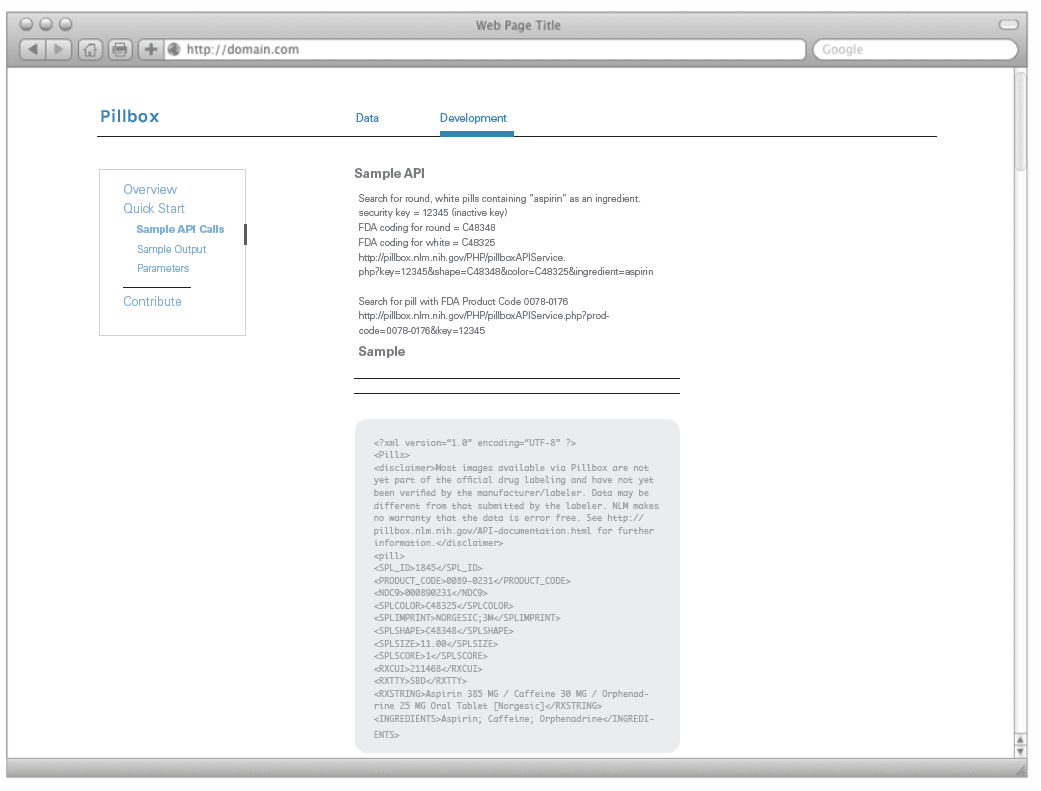 Web Page Title
http://domain.com
Google
Pillbox
Data
Development
Overview
Quick Start
Sample API Calls
Sample Output
Parameters
Contribute
Sample API
Search for round, white pills containing "aspirin" as an ingredient.
security key = 12345 (inactive key)
FDA coding for round = C48348
FDA coding for white = C48325
http://pillbox.nlm.nih.gov/PHP/pillboxAPIService.
php?key=12345&shape=C48348&color=C48325&ingredient=aspirin
Search for pill with FDA Product Code 0078-0176
http://pillbox.nlm.nih.gov/PHP/pillboxAPIService.php?prod-
code=0078-0176&key=12345
Sample
<?xml version="1.0" encoding="UTF-8" ?>
<Pills>
<disclaimer>Most images available via Pillbox are not
yet part of the official drug labeling and have not yet
been verified by the manufacturer/labeler. Data may be
different from that submitted by the labeler. NLM makes
no warranty that the data is error free. See http://
pillbox.nlm.nih.gov/API-documentation.html for further
information.</disclaimer>
<pill>
<SPL_ID>1845</SPL_ID>
<PRODUCT_CODE>0089-0231</PRODUCT_CODE>
<NDC9>000890231</NDC9>
<SPLCOLOR>C48325</SPLCOLOR>
<SPLIMPRINT>NORGESIC;3M</SPLIMPRINT>
<SPLSHAPE>C48348</SPLSHAPE>
<SPLSIZE>11.00</SPLSIZE>
<SPLSCORE>1</SPLSCORE>
<RXCUI>211468</RXCUI>
<RXTTY>SBD</RXTTY>
<RXSTRING>Aspirin 385 MG / Caffeine 30 MG / Orphenad-
rine 25 MG Oral Tablet [Norgesic]</RXSTRING>
<INGREDIENTS>Aspirin; Caffeine; Orphenadrine</INGREDI-
ENTS>